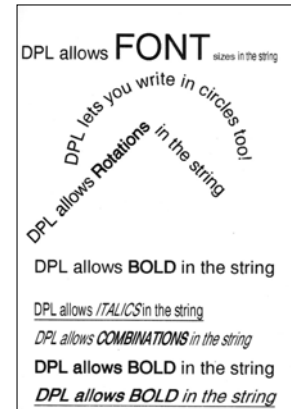 DPL allows FONT sizes in the string
DPL lets you write in circles too!
DPL allows Rotations in the string
DPL allows BOLD in the string
DPL allows ITALICS in the string
DPL allows COMBINATIONS in the string
DPL allows BOLD in the string
DPL allows BOLD in the string